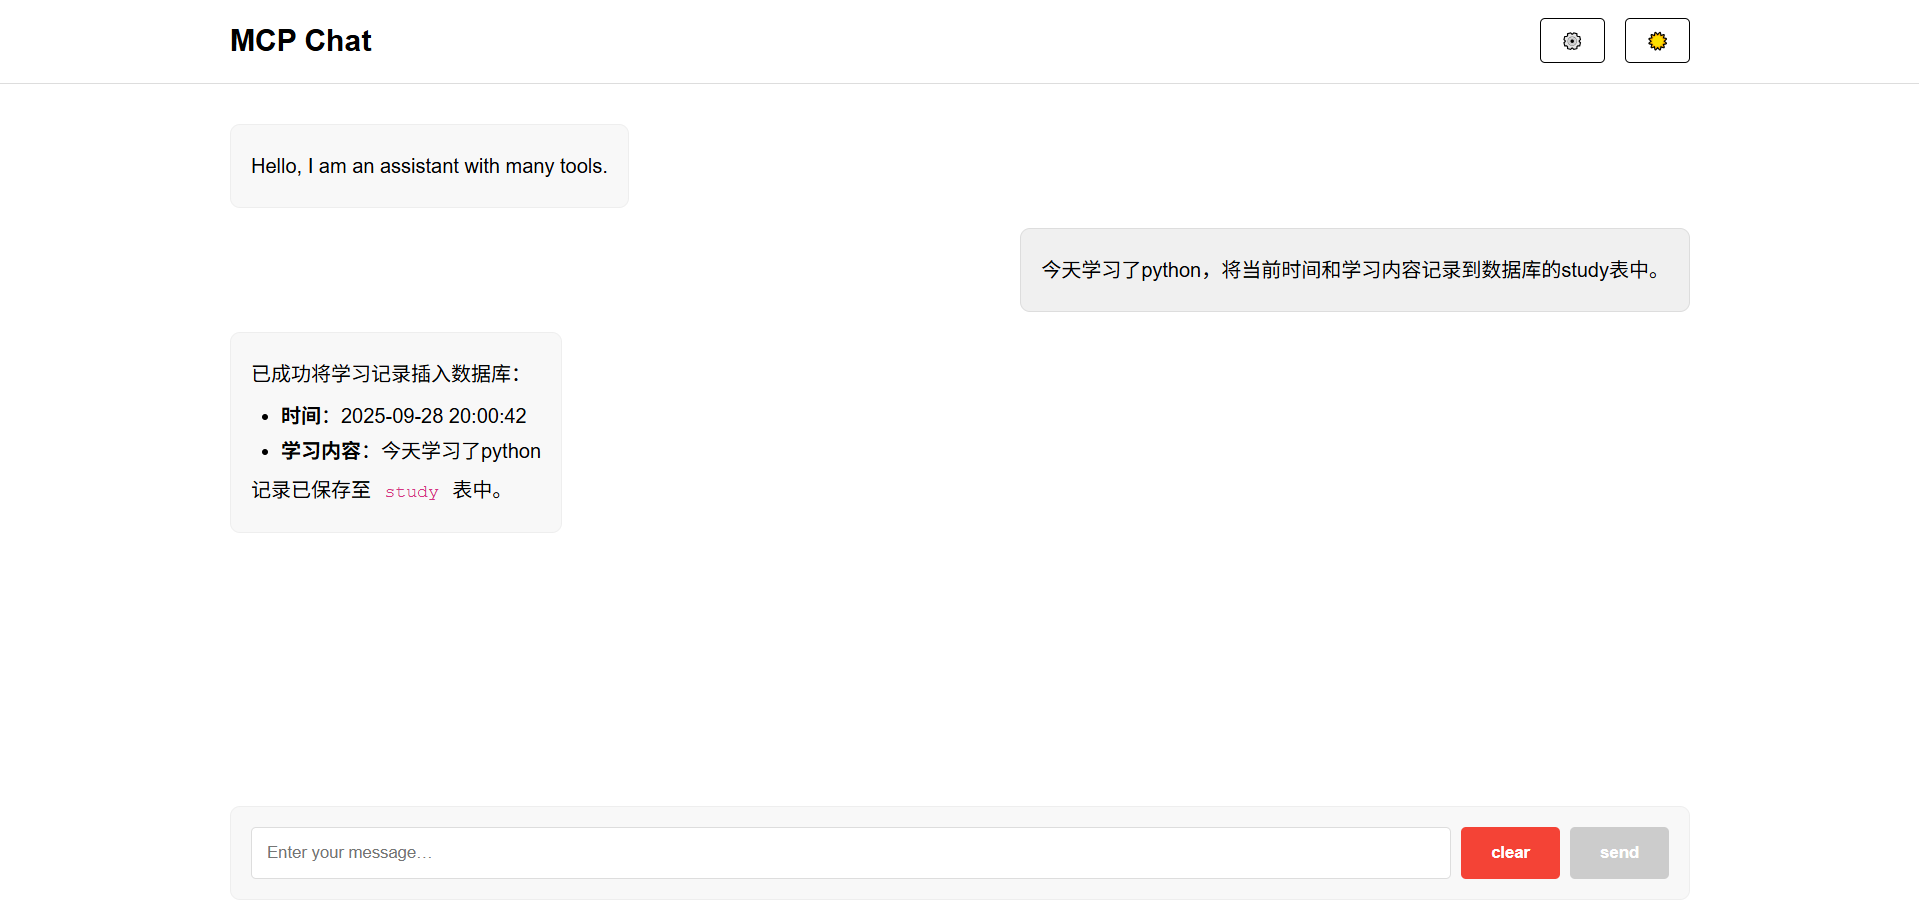 MCP Chat
Hello, I am an assistant with many tools.
今天学习了python，将当前时间和学习内容记录到数据库的study表中。
已成功将学习记录插入数据库：
时间：2025-09-28 20:00:42
学习内容：今天学习了python
记录已保存至 study 表中。
Enter your message…
clear
send